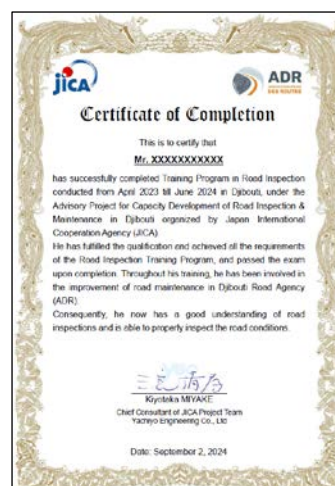 jica
ADR
Certificate of Completion
This is to certify that
Mr. XXXXXXXXXXX
has successfully completed Training Program in Road Inspection
conducted from April 2023 till June 2024 in Djibouti, under the
Advisory Project for Capacity Development of Road Inspection &
Maintenance in Djibouti organized by Japan International
Cooperation Agency (JICA).
He has fulfilled the qualification and achieved all the requirements
of the Road Inspection Training Program, and passed the exam
upon completion. Throughout his training, he has been involved in
the improvement of road maintenance in Djibouti Road Agency
(ADR).
Consequently, he now has a good understanding of road
inspections and is able to properly inspect the road conditions.
Kiyotaka MIYAKE
Chief Consultant of JICA Project Team
Yachiyo Engineering Co., Ltd
Date: September 2, 2024